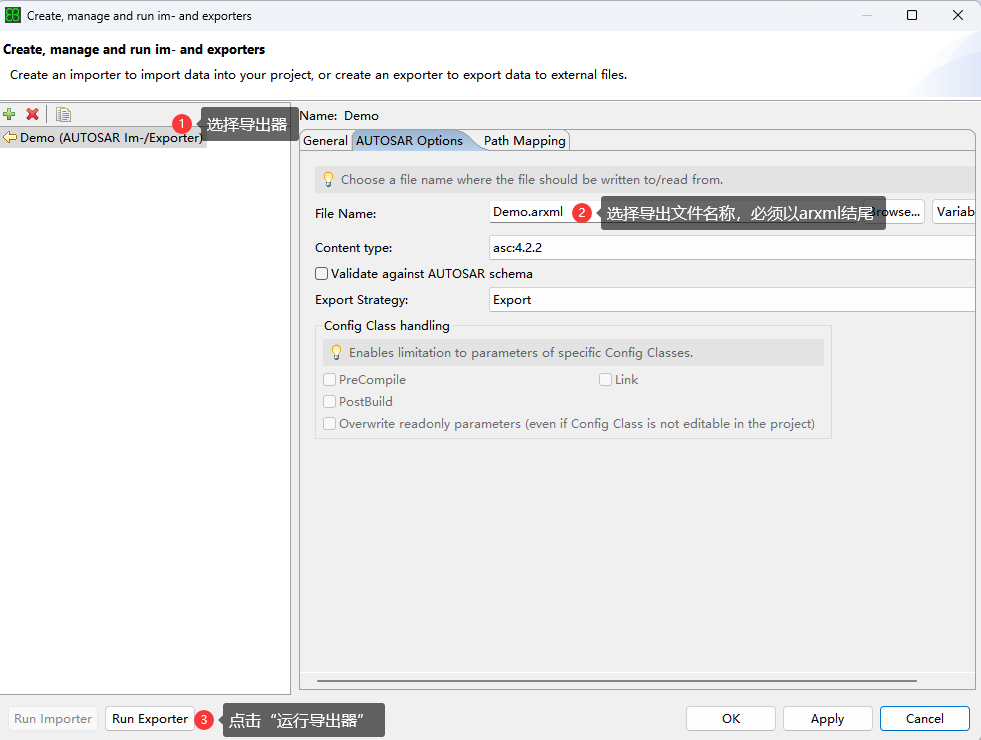 Create, manage and run im- and exporters
Create, manage and run im- and exporters
Create an importer to import data into your project, or create an exporter to export data to external files.
1 选择导出器
Demo (AUTOSAR Im-/Exporter)
Name: Demo
General AUTOSAR Options Path Mapping
Choose a file name where the file should be written to/read from.
File Name: Demo.arxml 2 选择导出文件名称，必须以arxml结尾 Browse... Variab
Content type: asc:4.2.2
Validate against AUTOSAR schema
Export Strategy: Export
Config Class handling
Enables limitation to parameters of specific Config Classes.
PreCompile Link
PostBuild
Overwrite readonly parameters (even if Config Class is not editable in the project)
Run Importer Run Exporter 3 点击“运行导出器” OK Apply Cancel